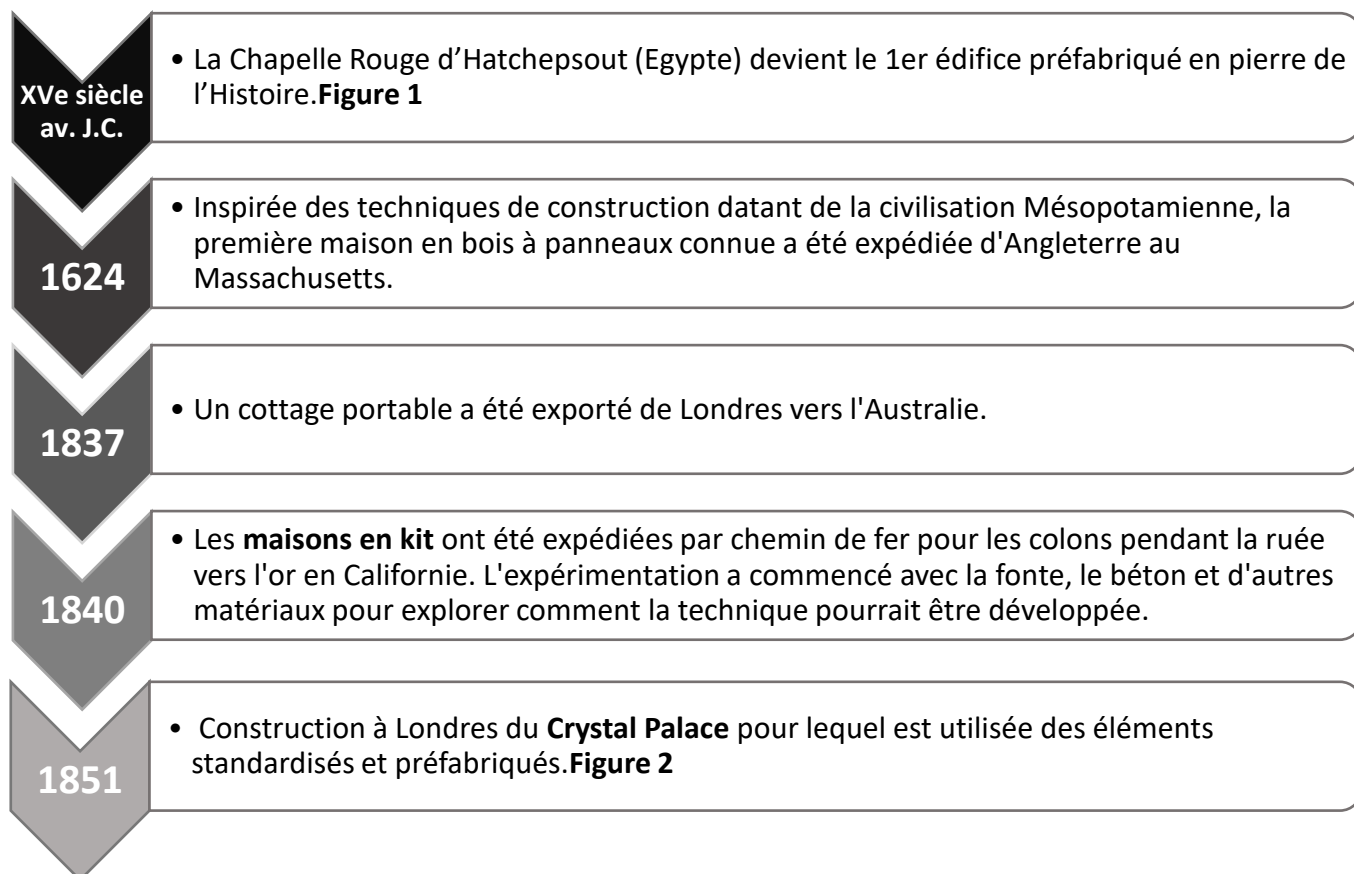 XVe siècle
av. J.C.
• La Chapelle Rouge d’Hatchepsout (Egypte) devient le 1er édifice préfabriqué en pierre de
l’Histoire.Figure 1
1624
• Inspirée des techniques de construction datant de la civilisation Mésopotamienne, la
première maison en bois à panneaux connue a été expédiée d'Angleterre au
Massachusetts.
1837
• Un cottage portable a été exporté de Londres vers l'Australie.
1840
• Les maisons en kit ont été expédiées par chemin de fer pour les colons pendant la ruée
vers l'or en Californie. L'expérimentation a commencé avec la fonte, le béton et d'autres
matériaux pour explorer comment la technique pourrait être développée.
1851
• Construction à Londres du Crystal Palace pour lequel est utilisée des éléments
standardisés et préfabriqués.Figure 2